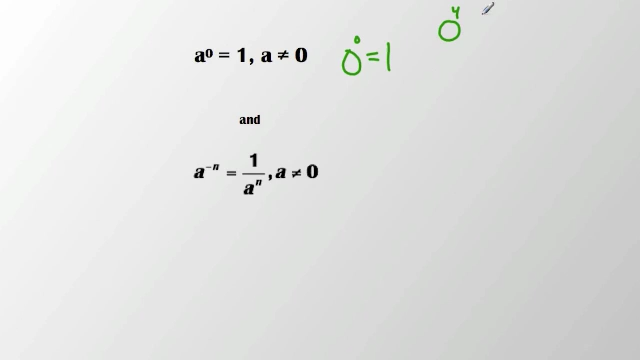 a⁰ = 1, a ≠ 0 0⁰ = 1 0⁴
and
a⁻ⁿ = 1/aⁿ, a ≠ 0